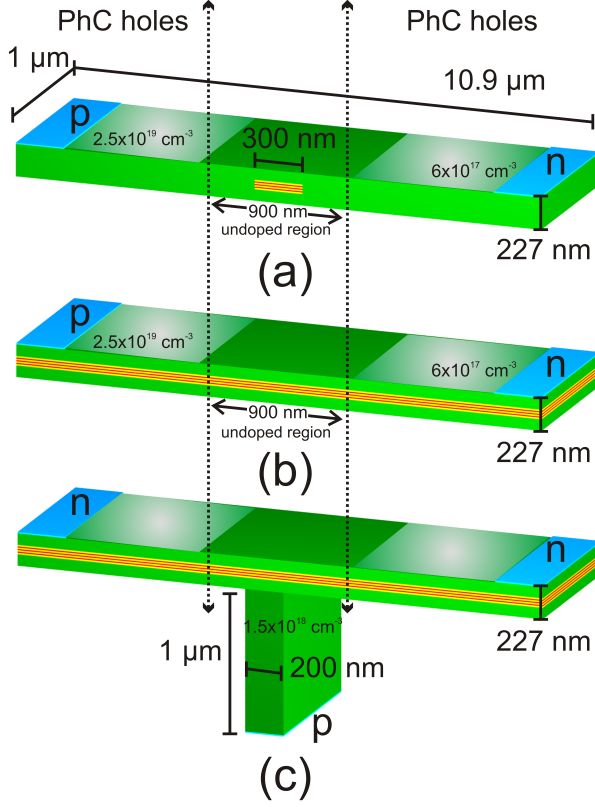 PhC holes
PhC holes
1 μm
10.9 μm
p
2.5x10¹⁹ cm⁻³
300 nm
6x10¹⁷ cm⁻³
n
900 nm
undoped region
227 nm
(a)
p
2.5x10¹⁹ cm⁻³
6x10¹⁷ cm⁻³
n
900 nm
undoped region
227 nm
(b)
n
n
1.5x10¹⁸ cm⁻³
227 nm
1 μm
200 nm
p
(c)